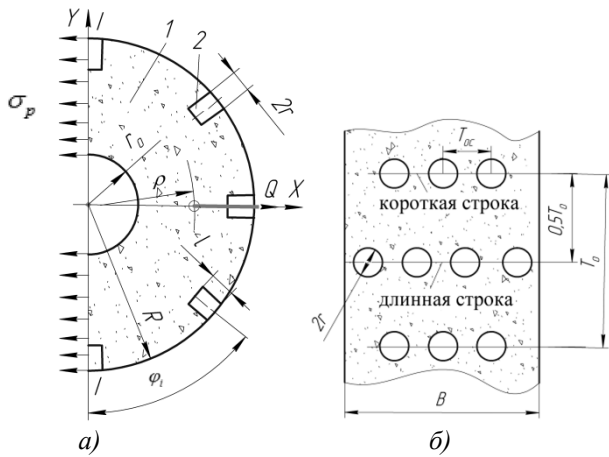 Y
I
1
2
2r
σp
r0
ρ
Q
X
l
R
I
φi
а)
Tос
короткая строка
0,5T0
T0
длинная строка
2r
B
б)